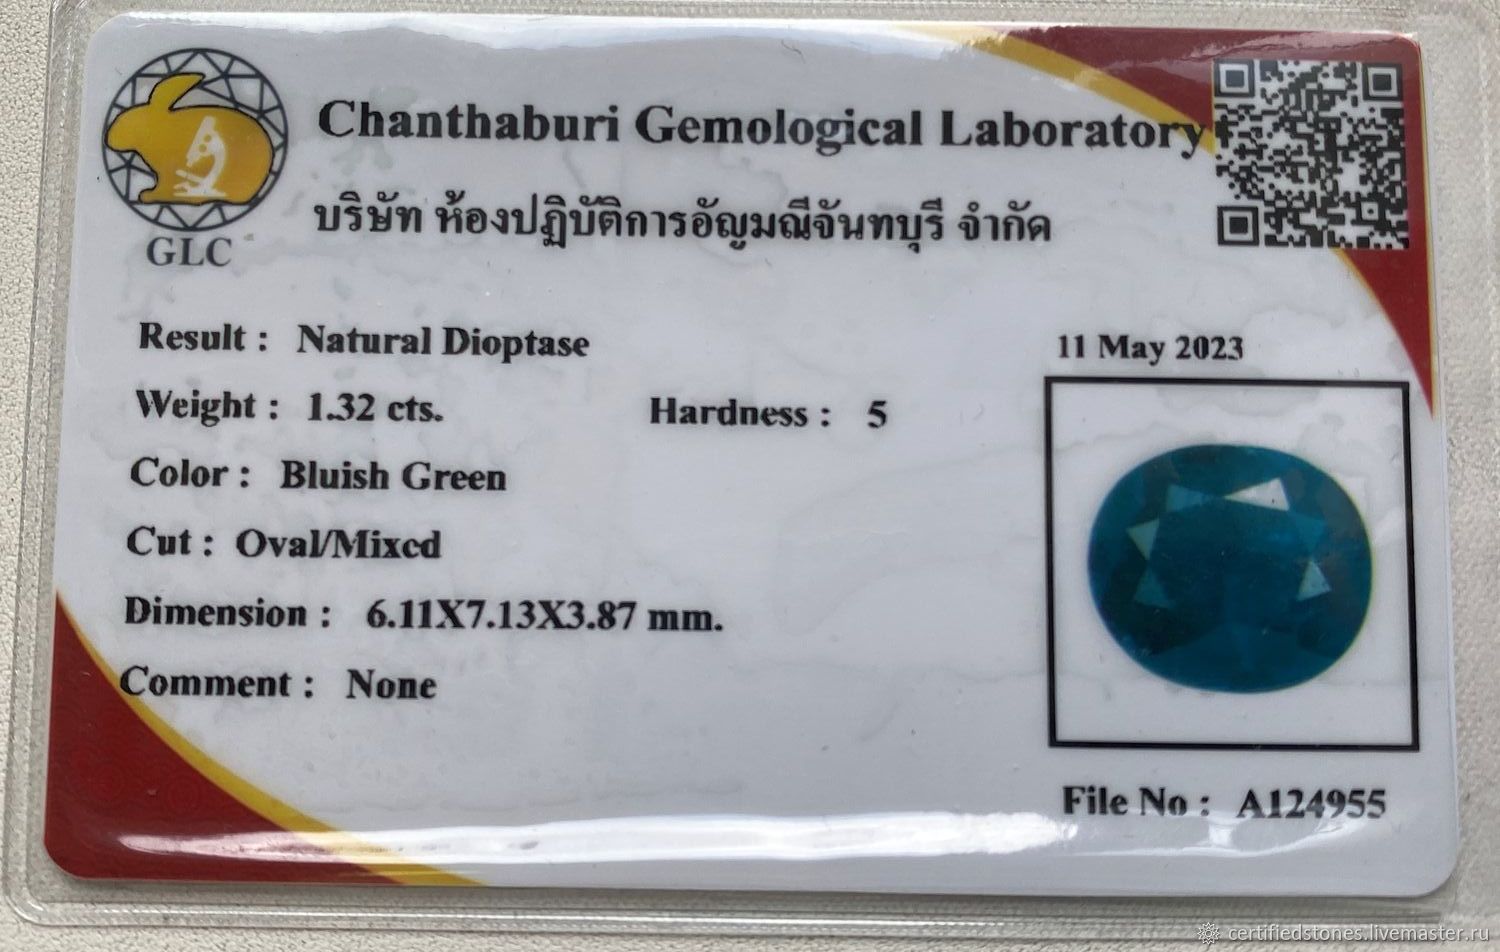 Chanthaburi Gemological Laboratory
บริษัท ห้องปฏิบัติการอัญมณีจันทบุรี จำกัด
GLC
Result : Natural Dioptase
11 May 2023
Weight : 1.32 cts. Hardness : 5
Color : Bluish Green
Cut : Oval/Mixed
Dimension : 6.11X7.13X3.87 mm.
Comment : None
File No : A124955
certifiedstones.livemaster.ru